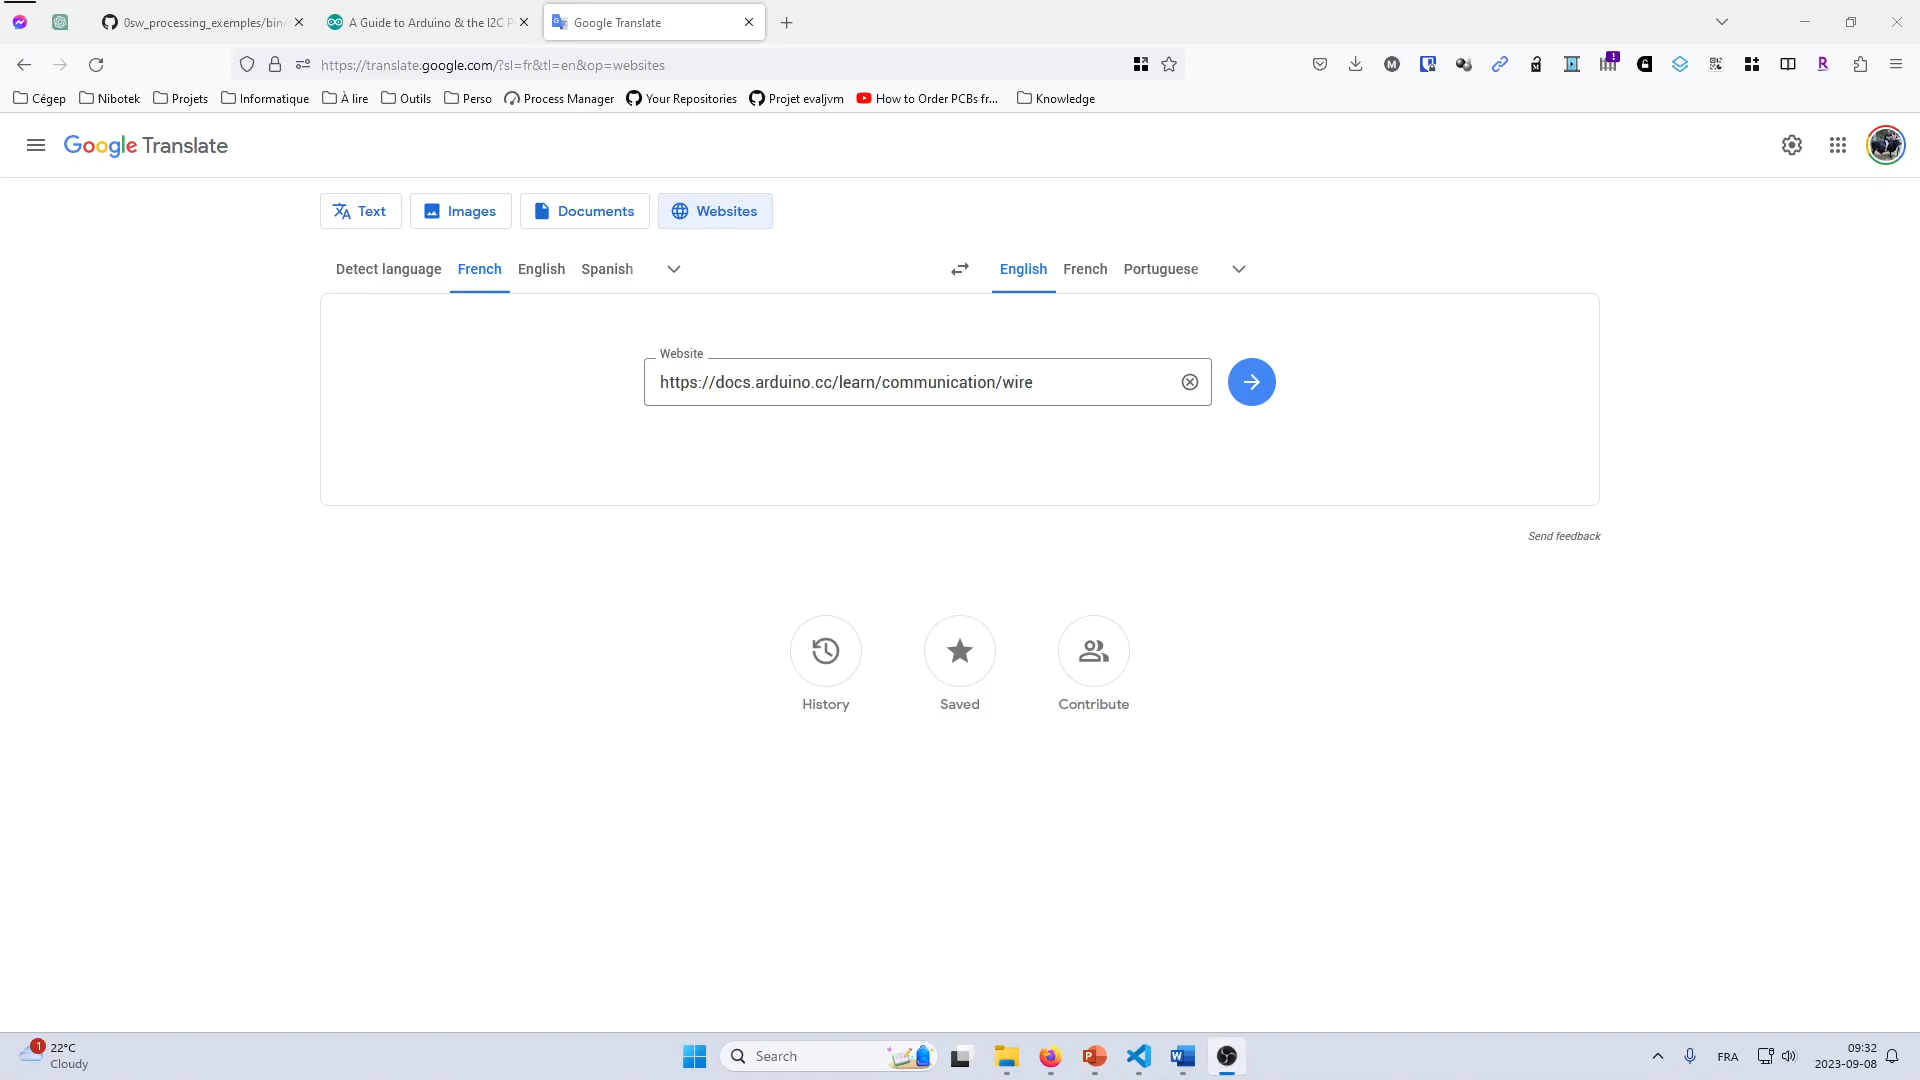 0sw_processing_exemples/bin/
A Guide to Arduino & the I2C P
Google Translate
https://translate.google.com/?sl=fr&tl=en&op=websites
Cégep
Nibotek
Projets
Informatique
À lire
Outils
Perso
Process Manager
Your Repositories
Projet evaljvm
How to Order PCBs fr...
Knowledge
Google Translate
Text
Images
Documents
Websites
Detect language
French
English
Spanish
English
French
Portuguese
Website
https://docs.arduino.cc/learn/communication/wire
Send feedback
History
Saved
Contribute
1
22°C
Cloudy
Search
FRA
09:32
2023-09-08